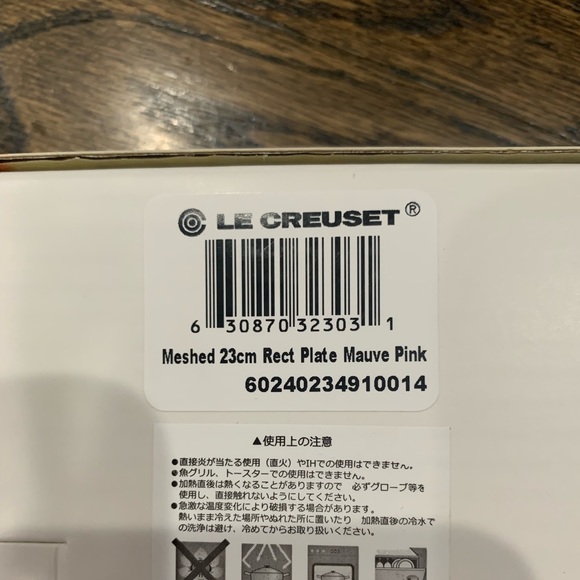 LE CREUSET®
6 30870 32303 1
Meshed 23cm Rect Plate Mauve Pink
60240234910014
▲使用上の注意
●直接炎が当たる使用（直火）やIHでの使用はできません。
●魚グリル、トースターでの使用はできません。
●加熱直後は熱くなることがありますので 必ずグローブ等を
使用し、直接触れないようにしてください。
●急激な温度変化により破損する場合があります。
熱いまま冷えた場所やぬれた所に置いたり 加熱直後の冷水で
の洗浄は避け、冷めてからお取り扱いください。